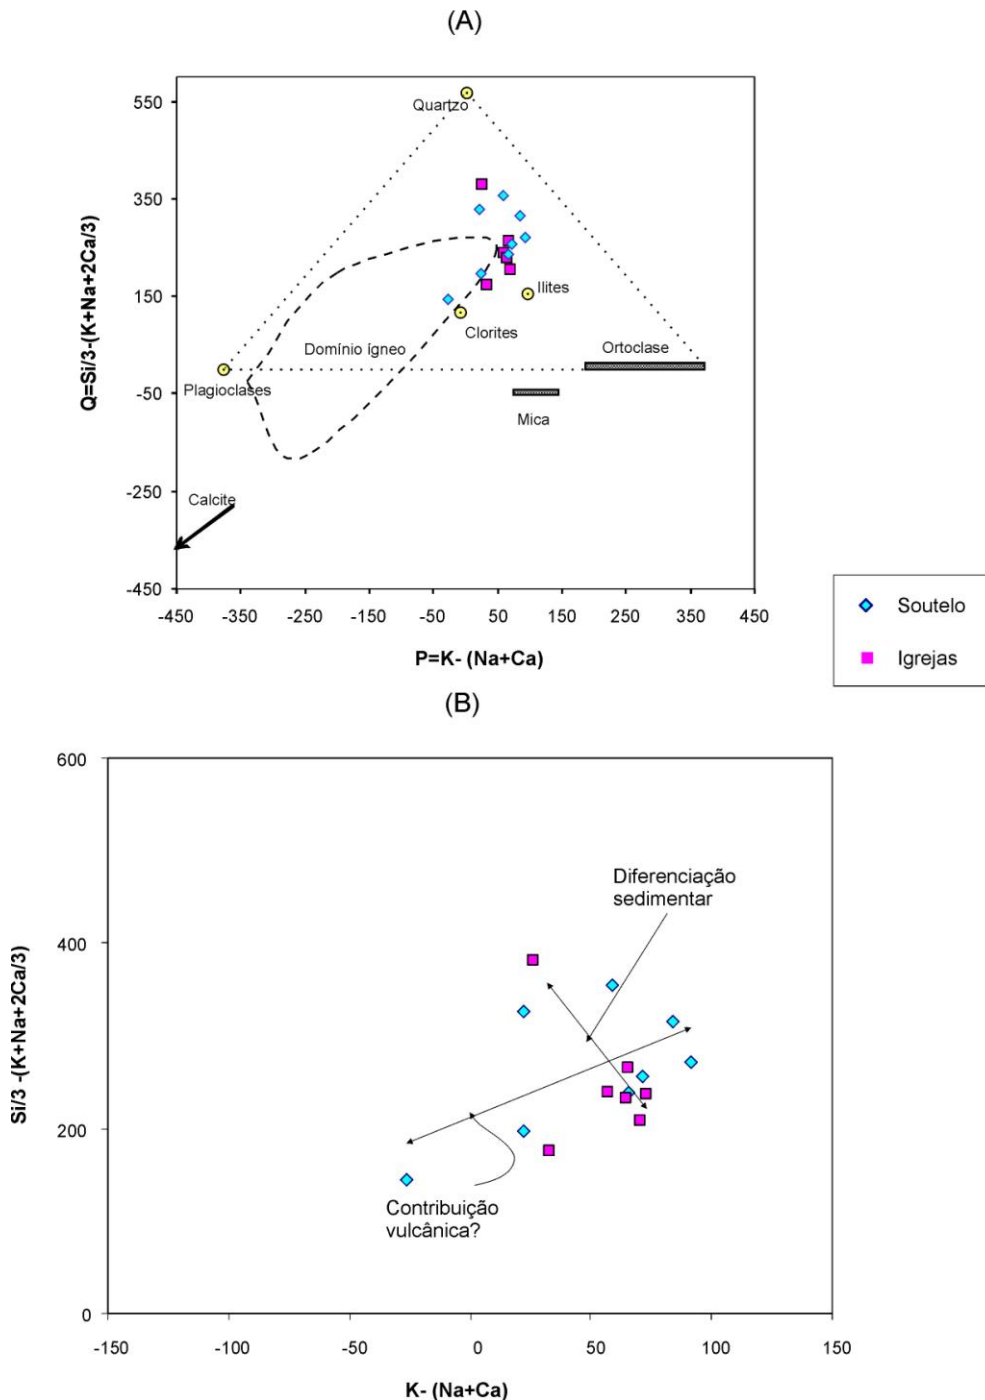 (A)
550
350
150
-50
-250
-450
Q=Si/3-(K+Na+2Ca/3)
Quartzo
Ilites
Clorites
Domínio ígneo
Ortoclase
Plagioclases
Mica
Calcite
-450 -350 -250 -150 -50 50 150 250 350 450
P=K- (Na+Ca)
Soutelo
Igrejas
(B)
600
400
200
0
Si/3 -(K+Na+2Ca/3)
Diferenciação
sedimentar
Contribuição
vulcânica?
-150 -100 -50 0 50 100 150
K- (Na+Ca)